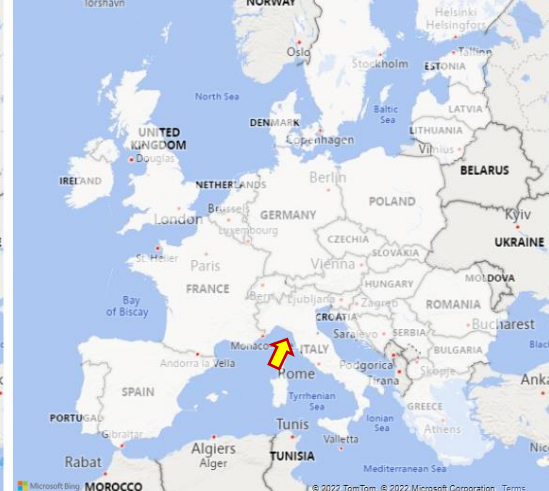 Tórshavn
NORWAY
Helsinki
Helsingfors
Oslo
Stockholm
Tallinn
ESTONIA
North Sea
Baltic
Sea
LATVIA
DENMARK
Copenhagen
LITHUANIA
Vilnius
UNITED
KINGDOM
Douglas
BELARUS
IRELAND
NETHERLANDS
Berlin
POLAND
London
Brussels
GERMANY
Kyiv
Luxembourg
UKRAINE
CZECHIA
St. Helier
Paris
Vienna
SLOVAKIA
FRANCE
HUNGARY
MOLDOVA
Bay
of Biscay
Bern
Ljubljana
Zagreb
ROMANIA
CROATIA
Bucharest
Sarajevo
SERBIA
Monaco
ITALY
BULGARIA
Andorra la Vella
Podgorica
Skopje
Rome
Tirana
SPAIN
Tyrrhenian
Sea
GREECE
PORTUGAL
Ionian
Sea
Athens
Gibraltar
Tunis
Valletta
Algiers
Alger
Rabat
TUNISIA
Mediterranean Sea
Microsoft Bing
MOROCCO
© 2022 TomTom, © 2022 Microsoft Corporation Terms